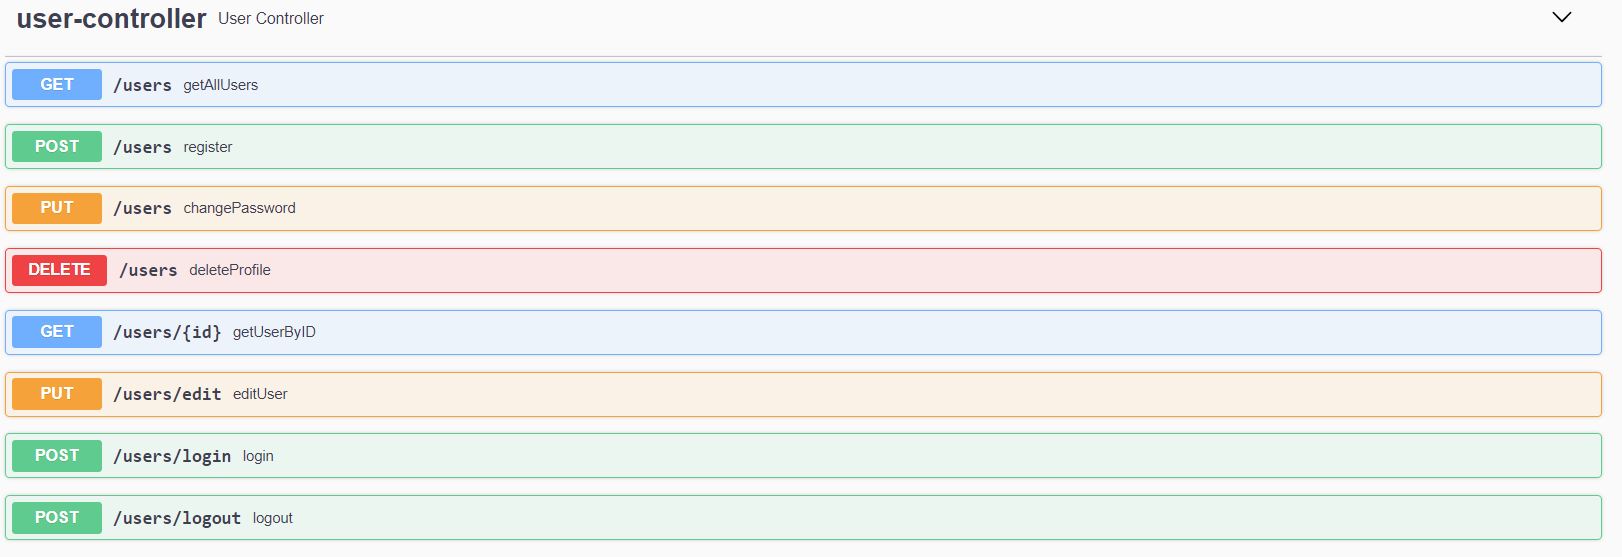 user-controller User Controller
GET /users getAllUsers
POST /users register
PUT /users changePassword
DELETE /users deleteProfile
GET /users/{id} getUserByID
PUT /users/edit editUser
POST /users/login login
POST /users/logout logout